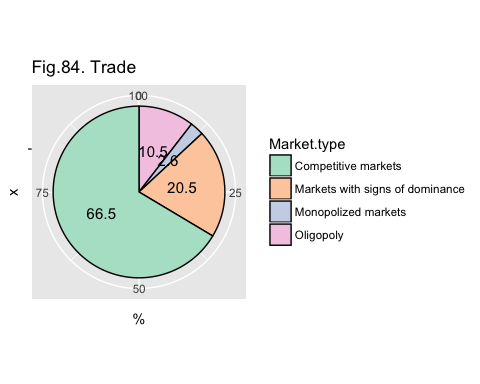 Fig.84. Trade
100
0
10.5
2.6
20.5
66.5
75
25
50
x
%
Market.type
Competitive markets
Markets with signs of dominance
Monopolized markets
Oligopoly